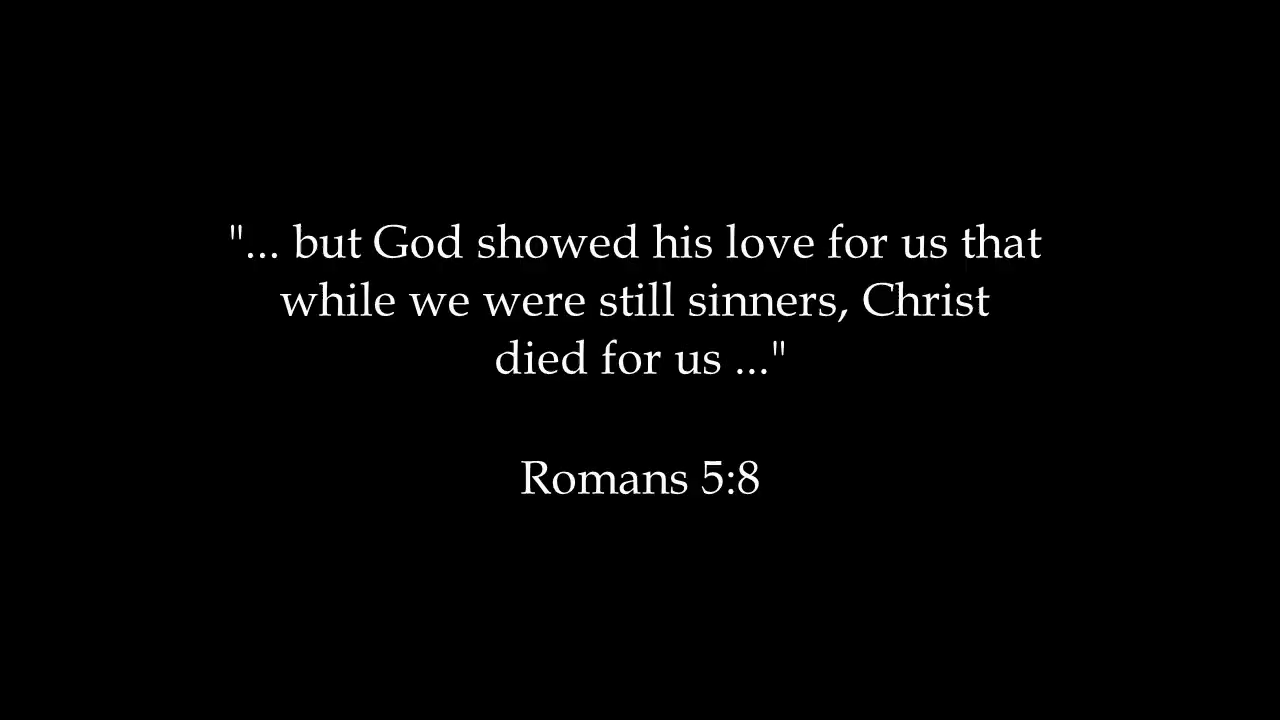 "... but God showed his love for us that
while we were still sinners, Christ
died for us ..."
Romans 5:8